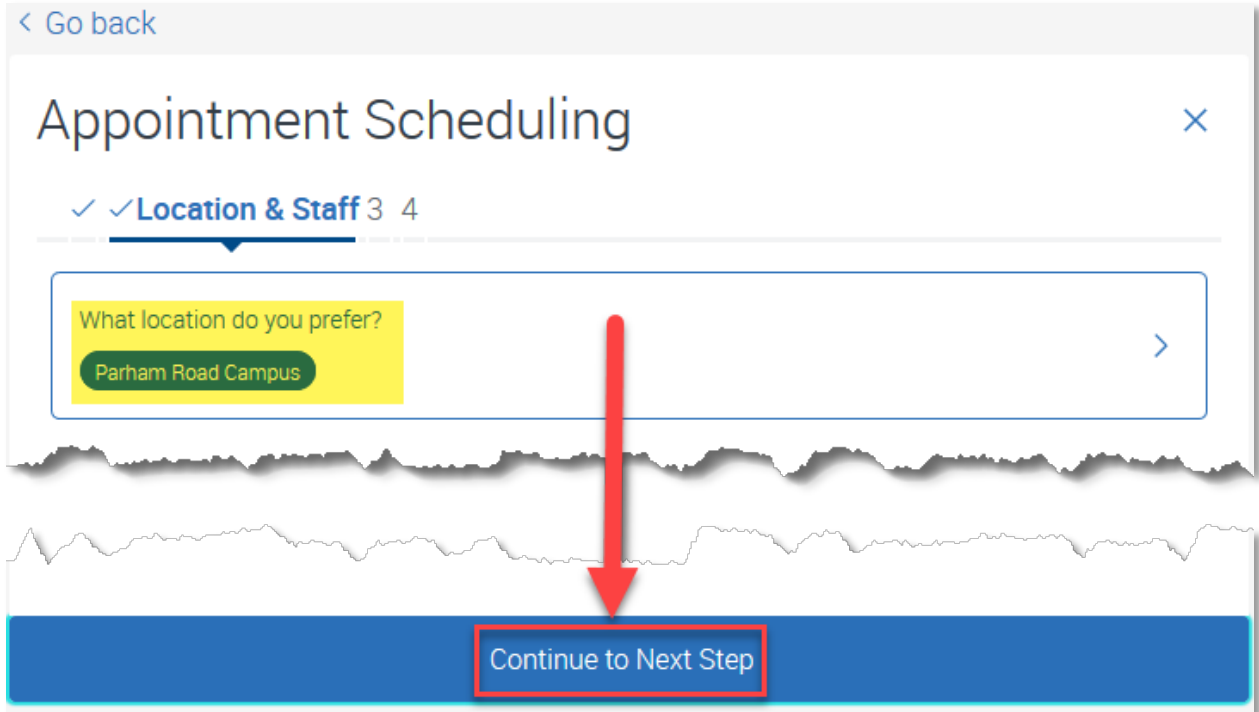 Go back
Appointment Scheduling
Location & Staff 3 4
What location do you prefer?
Parham Road Campus
Continue to Next Step